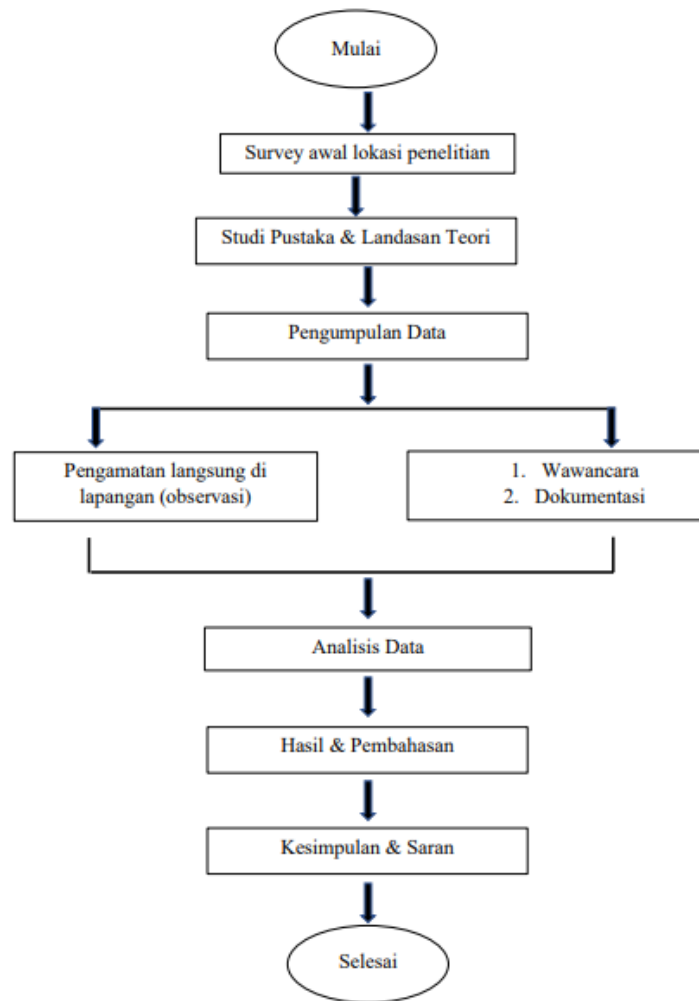 Mulai
Survey awal lokasi penelitian
Studi Pustaka & Landasan Teori
Pengumpulan Data
Pengamatan langsung di
lapangan (observasi)
1. Wawancara
2. Dokumentasi
Analisis Data
Hasil & Pembahasan
Kesimpulan & Saran
Selesai